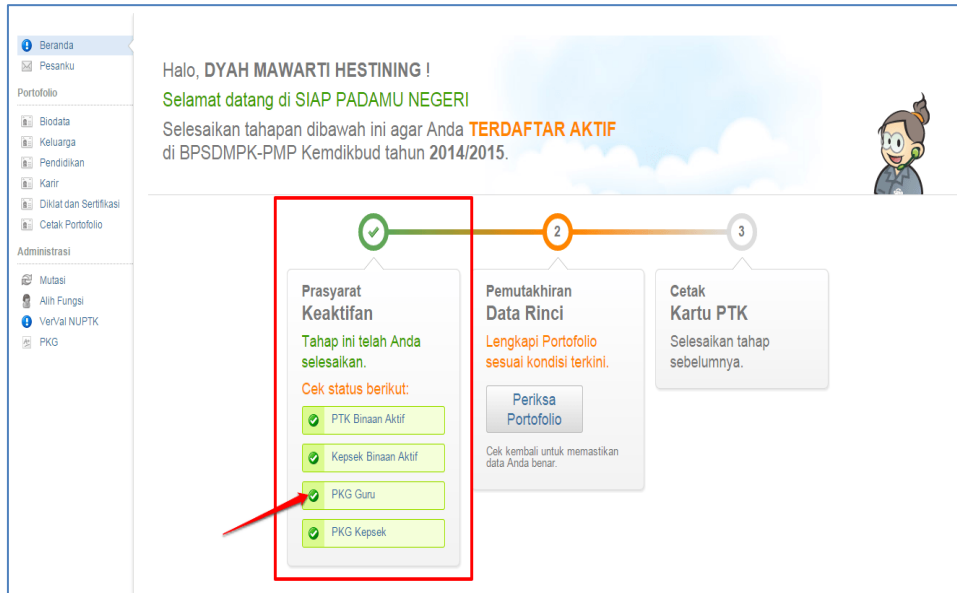 Beranda
Pesanku
Portofolio
Biodata
Keluarga
Pendidikan
Karir
Diklat dan Sertifikasi
Cetak Portofolio
Administrasi
Mutasi
Alih Fungsi
VerVal NUPTK
PKG
Halo, DYAH MAWARTI HESTINING !
Selamat datang di SIAP PADAMU NEGERI
Selesaikan tahapan dibawah ini agar Anda TERDAFTAR AKTIF
di BPSDMPK-PMP Kemdikbud tahun 2014/2015.
Prasyarat
Keaktifan
Tahap ini telah Anda
selesaikan.
Cek status berikut:
PTK Binaan Aktif
Kepsek Binaan Aktif
PKG Guru
PKG Kepsek
2
Pemutakhiran
Data Rinci
Lengkapi Portofolio
sesuai kondisi terkini.
Periksa
Portofolio
Cek kembali untuk memastikan
data Anda benar.
3
Cetak
Kartu PTK
Selesaikan tahap
sebelumnya.